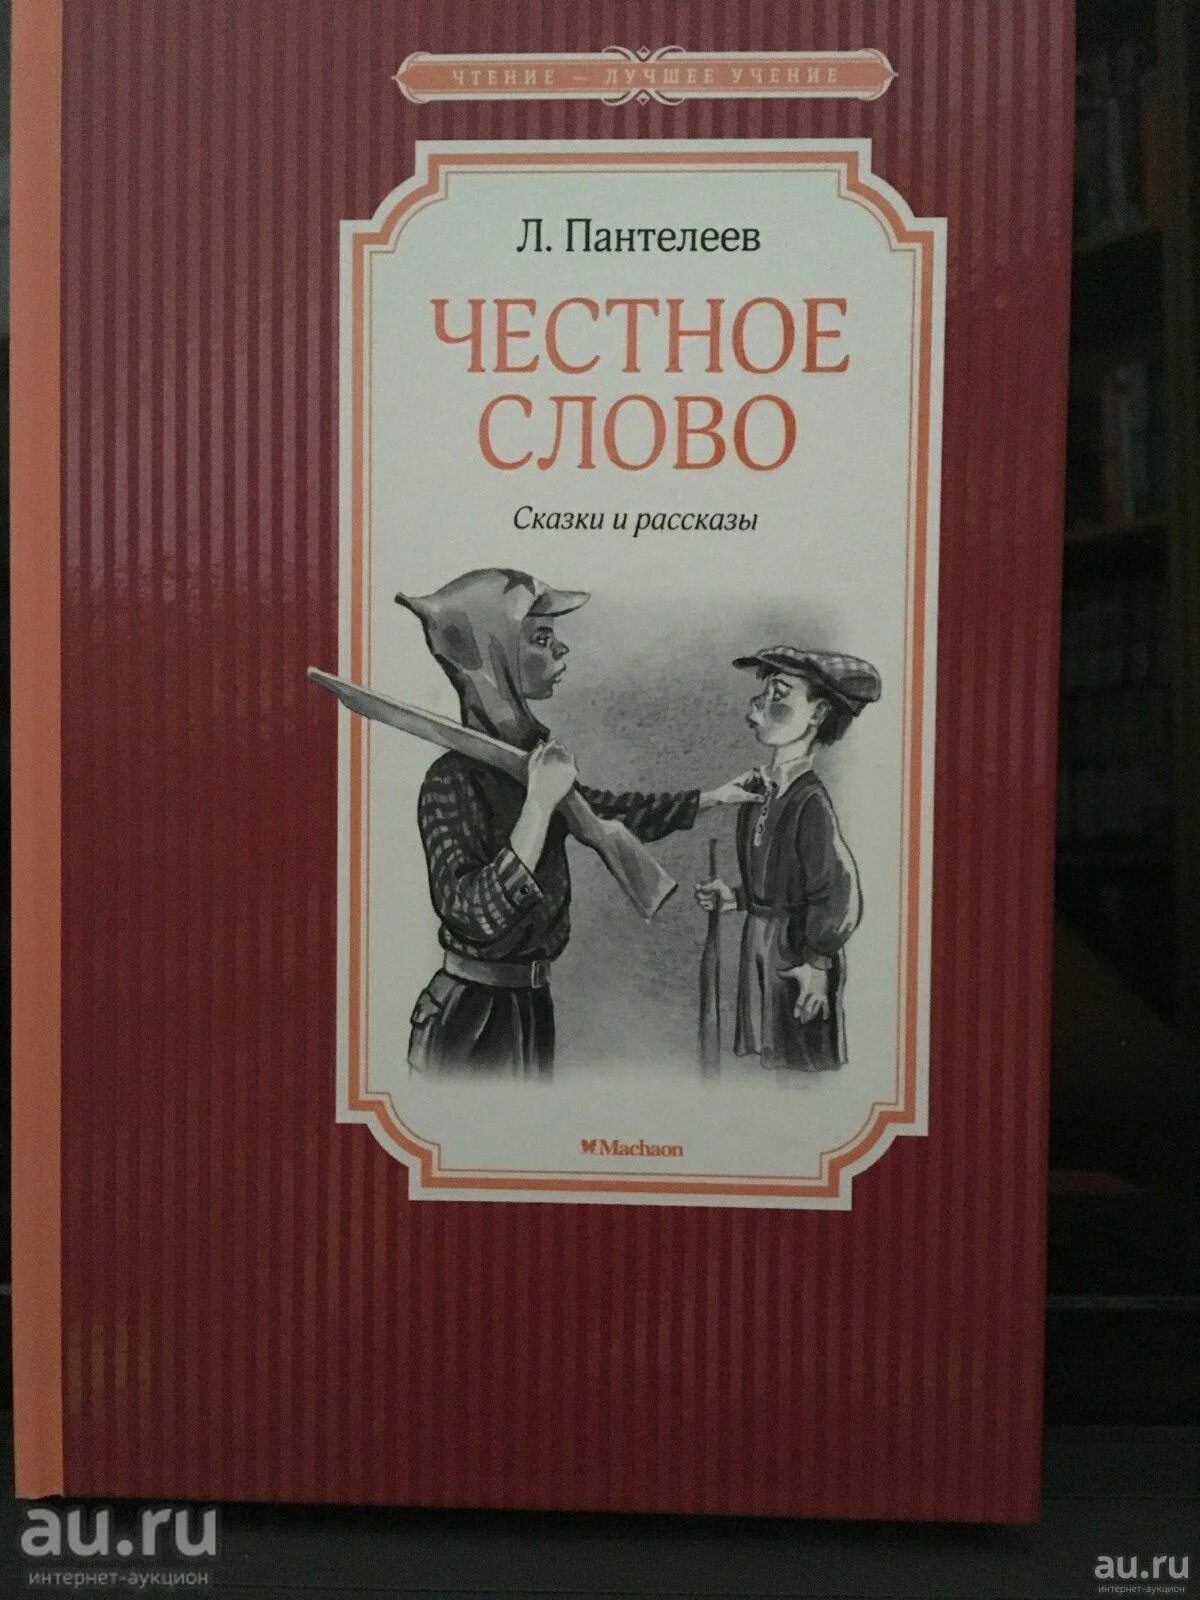 ЧТЕНИЕ — ЛУЧШЕЕ УЧЕНИЕ
Л. Пантелеев
ЧЕСТНОЕ
СЛОВО
Сказки и рассказы
Machaon
au.ru
интернет-аукцион
au.ru
интернет-аукцион